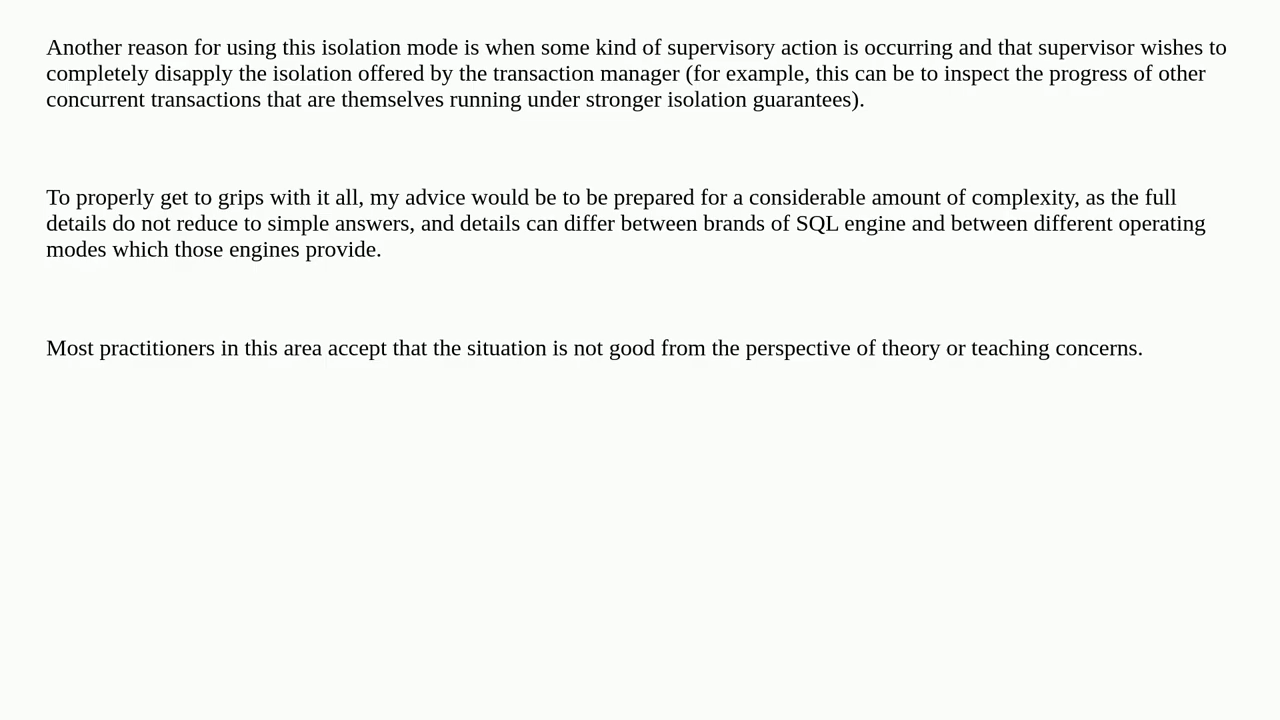 Another reason for using this isolation mode is when some kind of supervisory action is occurring and that supervisor wishes to
completely disapply the isolation offered by the transaction manager (for example, this can be to inspect the progress of other
concurrent transactions that are themselves running under stronger isolation guarantees).
To properly get to grips with it all, my advice would be to be prepared for a considerable amount of complexity, as the full
details do not reduce to simple answers, and details can differ between brands of SQL engine and between different operating
modes which those engines provide.
Most practitioners in this area accept that the situation is not good from the perspective of theory or teaching concerns.